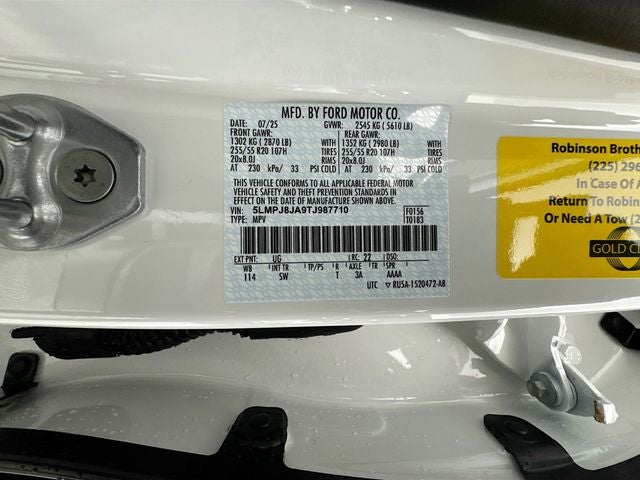 MFD. BY FORD MOTOR CO.
DATE: 07/25 GVWR: 2545 KG ( 5610 LB)
FRONT GAWR: REAR GAWR:
1302 KG ( 2870 LB) WITH 1352 KG ( 2980 LB) WITH
255/55 R20 107H TIRES 255/55 R20 107H TIRES
20x8.0J RIMS 20x8.0J RIMS
AT 230 kPa/ 33 PSI COLD AT 230 kPa/ 33 PSI COLD
THIS VEHICLE CONFORMS TO ALL APPLICABLE FEDERAL MOTOR
VEHICLE SAFETY AND THEFT PREVENTION STANDARDS IN
EFFECT ON THE DATE OF MANUFACTURE SHOWN ABOVE.
VIN: 5LMPJ8JA9TJ987710 F0156
TYPE: MPV T0183
EXT PNT: UG RC: 22 DSO:
WB INT TR TP/PS R AXLE TR SPR
114 SW T 3A AAAA
UTC ▽ RU5A-1520472-AB
Robinson Broth
(225) 296
In Case Of A
Return To Robin
Or Need A Tow (2
GOLD CL